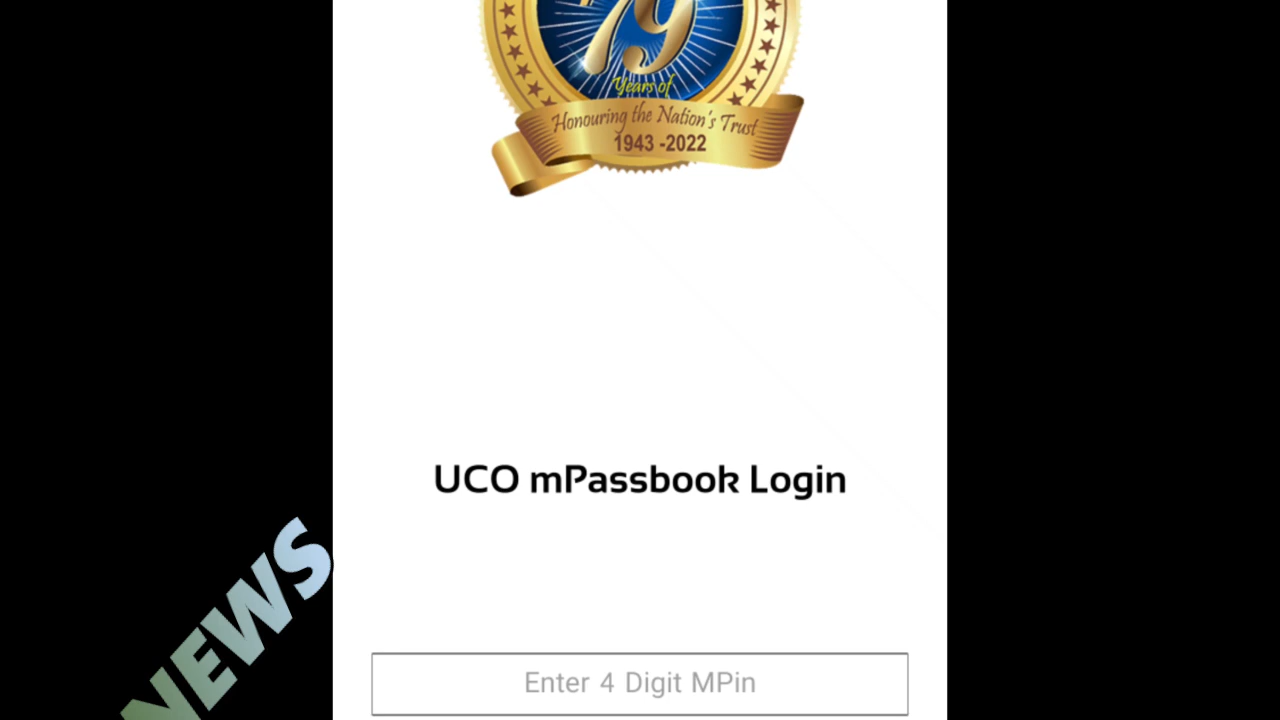 79
Years of
Honouring the Nation's Trust
1943 -2022
UCO mPassbook Login
NEWS
Enter 4 Digit MPin